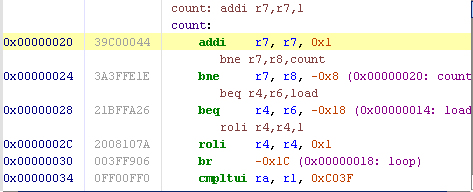 count: addi r7,r7,1
count:
0x00000020 39C00044 addi r7, r7, 0x1
bne r7,r8,count
0x00000024 3A3FFE1E bne r7, r8, -0x8 (0x00000020: count
beq r4,r6,load
0x00000028 21BFFA26 beq r4, r6, -0x18 (0x00000014: load
roli r4,r4,1
0x0000002C 2008107A roli r4, r4, 0x1
0x00000030 003FF906 br -0x1C (0x00000018: loop)
0x00000034 0FF00FF0 cmpltui ra, r1, 0xC03F